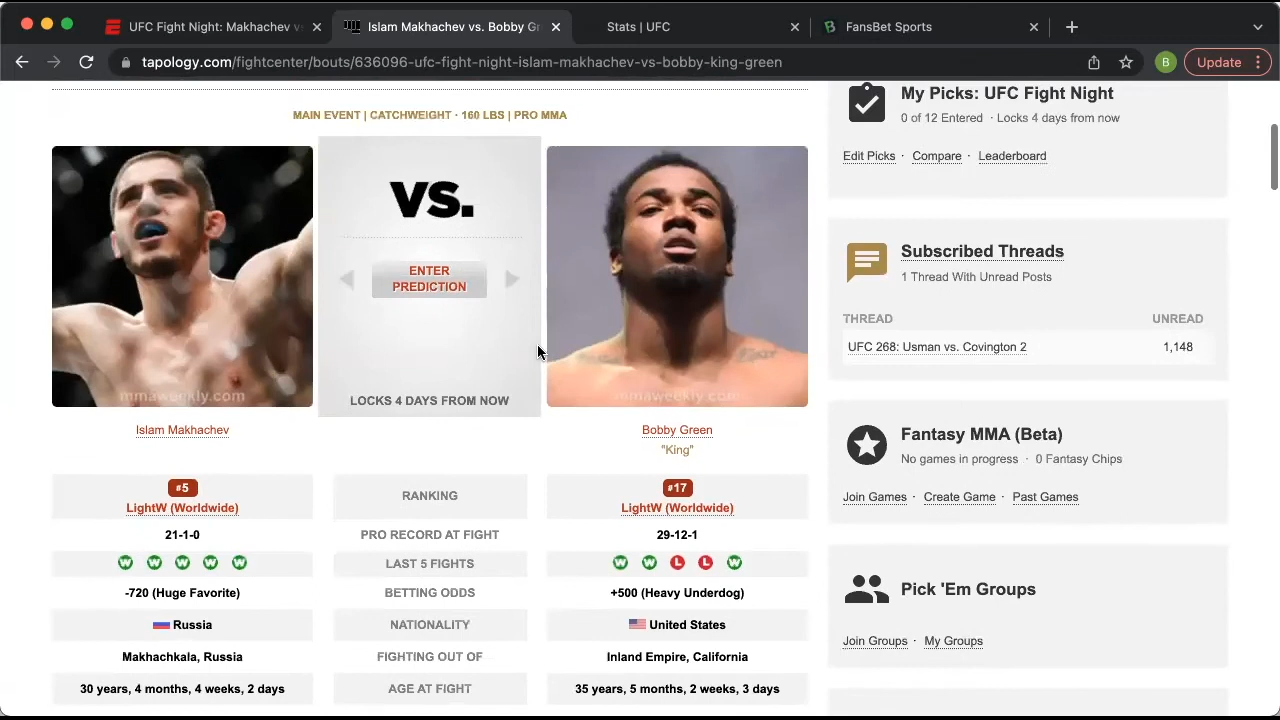 UFC Fight Night: Makhachev vs
Islam Makhachev vs. Bobby Gr
Stats | UFC
FansBet Sports
tapology.com/fightcenter/bouts/636096-ufc-fight-night-islam-makhachev-vs-bobby-king-green
B
Update
MAIN EVENT | CATCHWEIGHT · 160 LBS | PRO MMA
VS.
ENTER
PREDICTION
LOCKS 4 DAYS FROM NOW
mmaweekly.com
mmaweekly.com
Islam Makhachev
Bobby Green
"King"
#5
LightW (Worldwide)
RANKING
#17
LightW (Worldwide)
21-1-0
PRO RECORD AT FIGHT
29-12-1
W W W W W
LAST 5 FIGHTS
W W L L W
-720 (Huge Favorite)
BETTING ODDS
+500 (Heavy Underdog)
Russia
NATIONALITY
United States
Makhachkala, Russia
FIGHTING OUT OF
Inland Empire, California
30 years, 4 months, 4 weeks, 2 days
AGE AT FIGHT
35 years, 5 months, 2 weeks, 3 days
My Picks: UFC Fight Night
0 of 12 Entered · Locks 4 days from now
Edit Picks · Compare · Leaderboard
Subscribed Threads
1 Thread With Unread Posts
THREAD UNREAD
UFC 268: Usman vs. Covington 2 1,148
Fantasy MMA (Beta)
No games in progress · 0 Fantasy Chips
Join Games · Create Game · Past Games
Pick 'Em Groups
Join Groups · My Groups